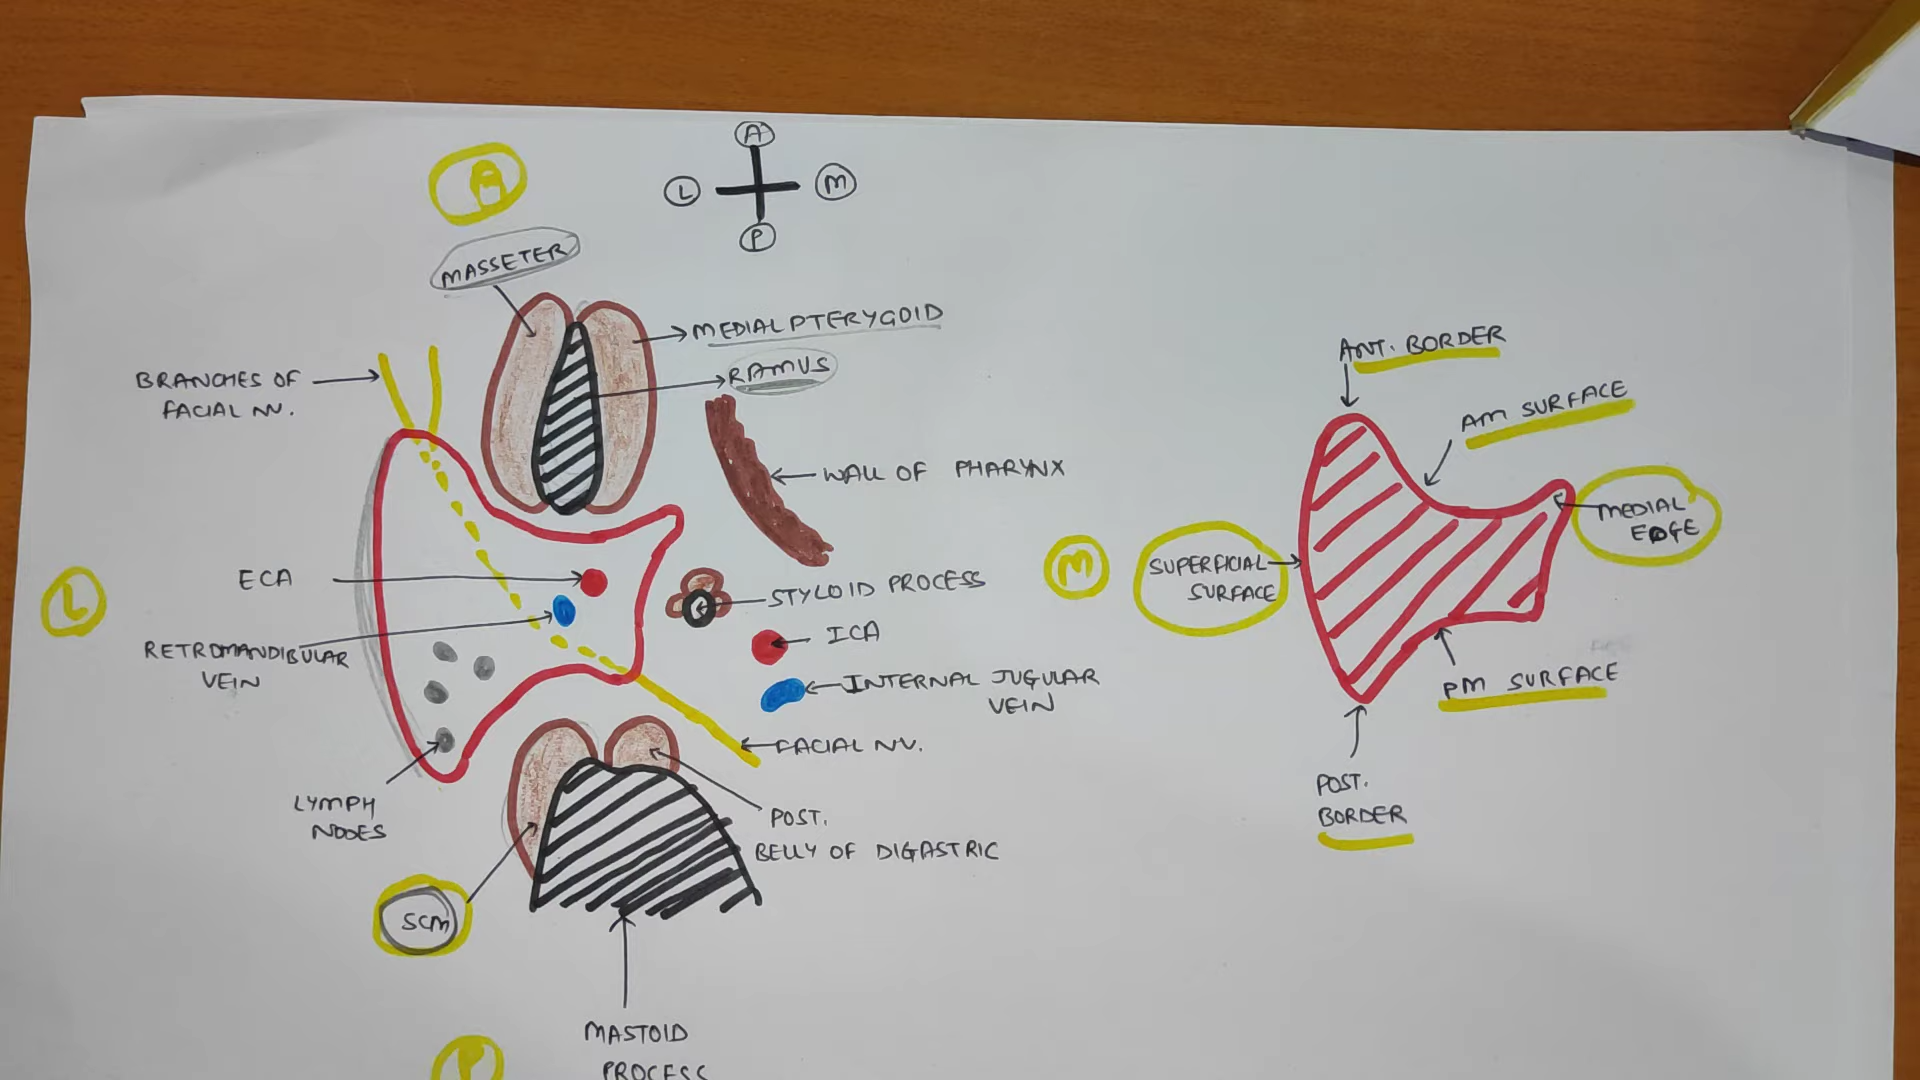 A
A
L
M
P
MASSETER
MEDIAL PTERYGOID
RAMUS
BRANCHES OF
FACIAL NV.
WALL OF PHARYNX
ECA
STYLOID PROCESS
ICA
RETROMANDIBULAR
VEIN
INTERNAL JUGULAR
VEIN
FACIAL NV.
LYMPH
NODES
POST.
BELLY OF DIGASTRIC
SCM
MASTOID
PROCESS
L
M
P
ANT. BORDER
AM SURFACE
MEDIAL
EDGE
SUPERFICIAL
SURFACE
PM SURFACE
POST.
BORDER